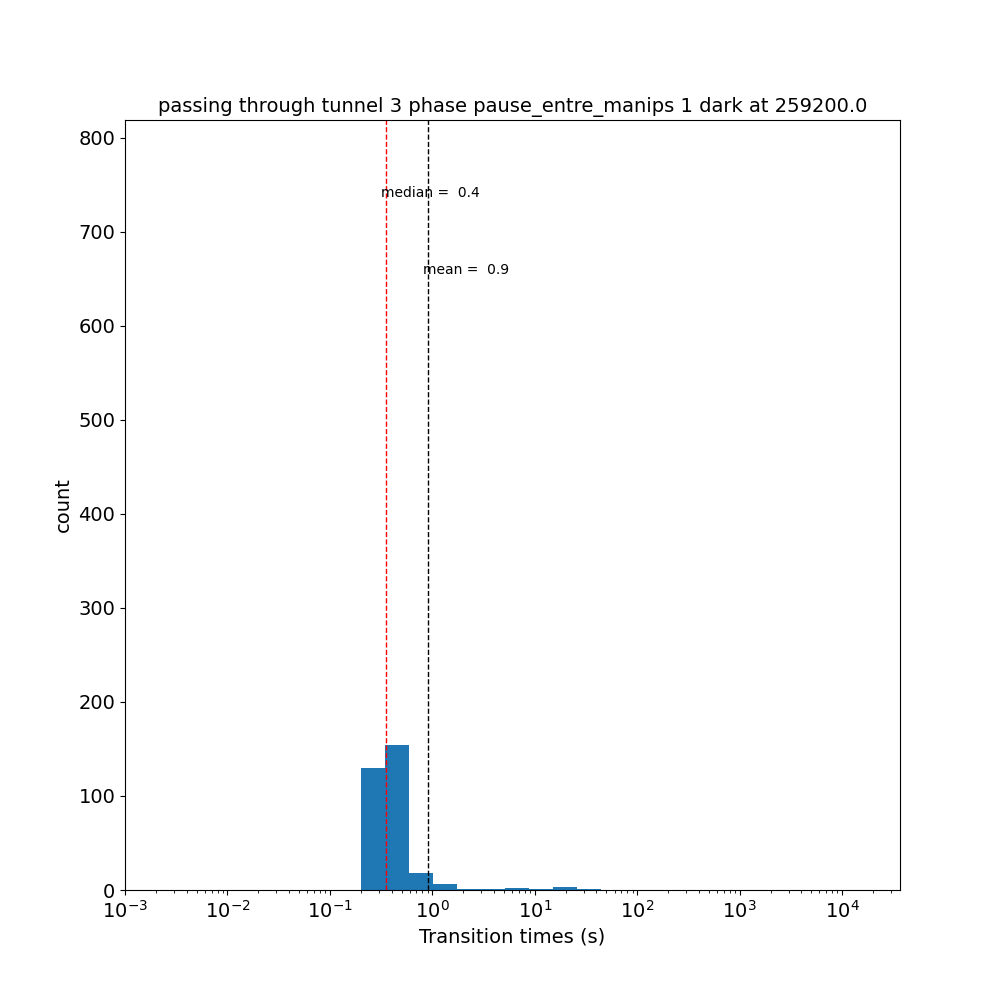 passing through tunnel 3 phase pause_entre_manips 1 dark at 259200.0
800
median =  0.4
700
mean =  0.9
600
500
count
400
300
200
100
0
10⁻³ 10⁻² 10⁻¹ 10⁰ 10¹ 10² 10³ 10⁴
Transition times (s)